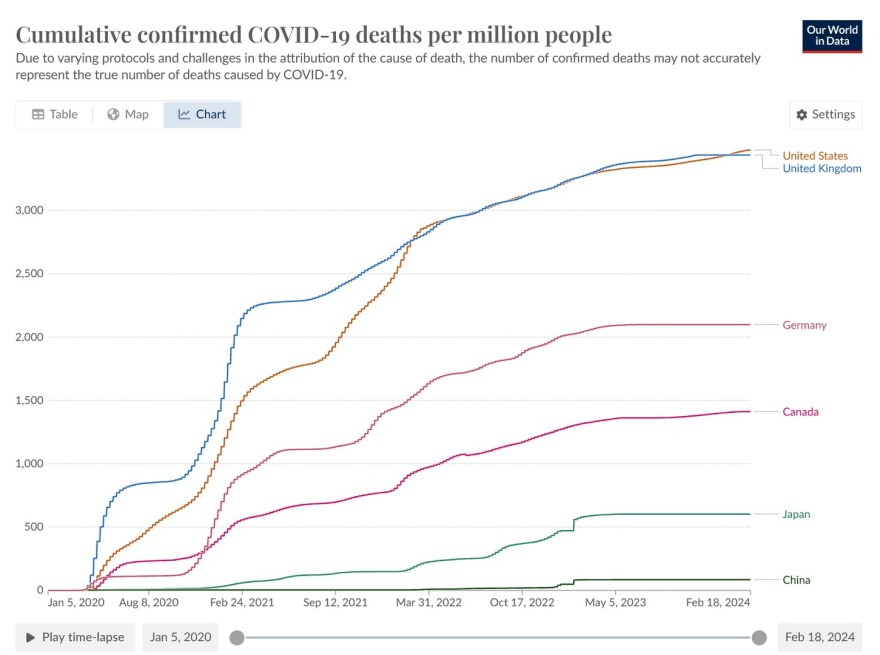 Cumulative confirmed COVID-19 deaths per million people
Our World
in Data
Due to varying protocols and challenges in the attribution of the cause of death, the number of confirmed deaths may not accurately
represent the true number of deaths caused by COVID-19.
Table Map Chart Settings
United States
United Kingdom
3,000
2,500
2,000
Germany
1,500
Canada
1,000
500
Japan
China
0
Jan 5, 2020 Aug 8, 2020 Feb 24, 2021 Sep 12, 2021 Mar 31, 2022 Oct 17, 2022 May 5, 2023 Feb 18, 2024
Play time-lapse Jan 5, 2020 Feb 18, 2024